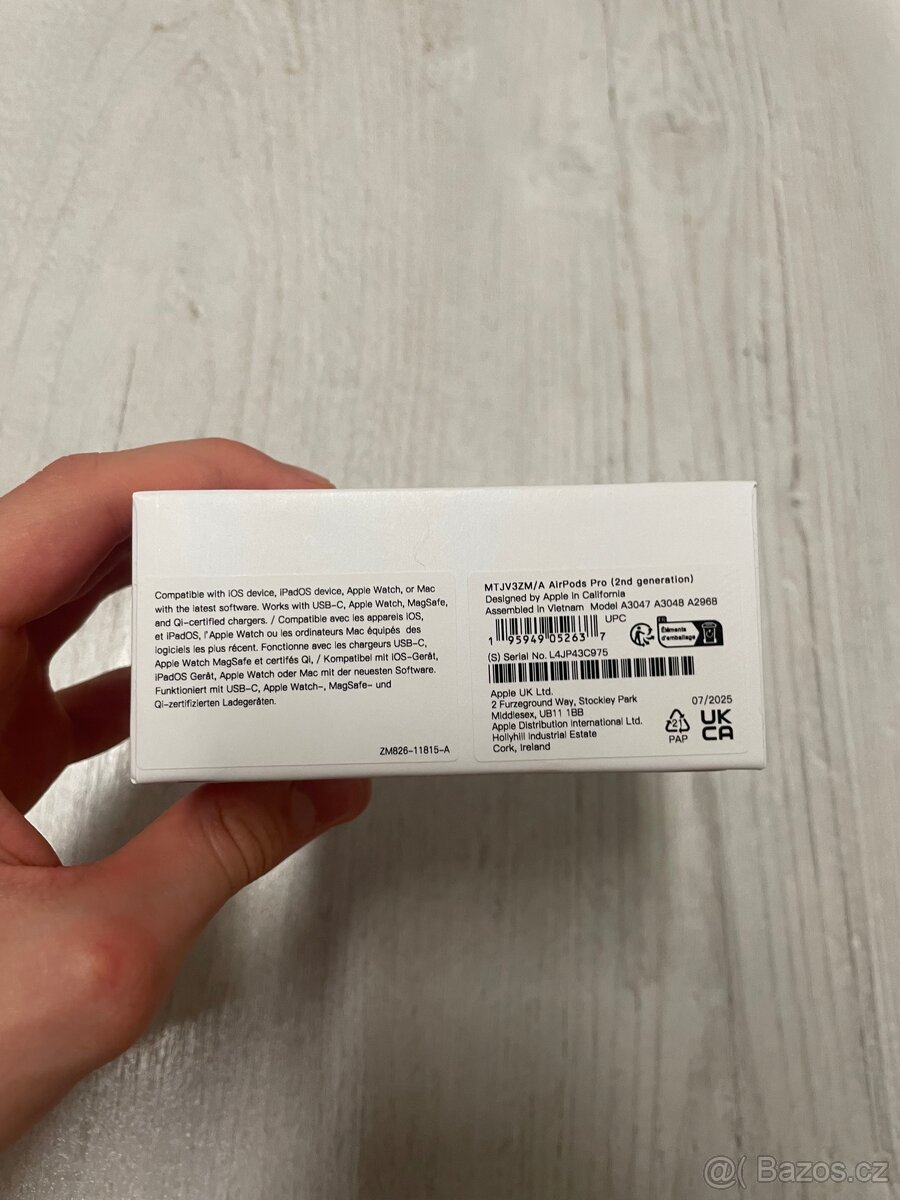 Compatible with iOS device, iPadOS device, Apple Watch, or Mac
with the latest software. Works with USB-C, Apple Watch, MagSafe,
and Qi-certified chargers. / Compatible avec les appareils iOS,
et iPadOS, l'Apple Watch ou les ordinateurs Mac équipés des
logiciels les plus récent. Fonctionne avec les chargeurs USB-C,
Apple Watch MagSafe et certifés Qi, / Kompatibel mit IOS-Gerät,
iPadOS Gerät, Apple Watch oder Mac mit der neuesten Software.
Funktioniert mit USB-C, Apple Watch-, MagSafe- und
Qi-zertifizierten Ladegeräten.
ZM826-11815-A
MTJV3ZM/A AirPods Pro (2nd generation)
Designed by Apple in California
Assembled in Vietnam Model A3047 A3048 A2968
UPC
1 95949 05263 7
FR
Éléments
d'emballage
(S) Serial No. L4JP43C975
Apple UK Ltd.
2 Furzeground Way, Stockley Park
Middlesex, UB11 1BB
Apple Distribution International Ltd.
Hollyhill Industrial Estate
Cork, Ireland
07/2025
21
PAP
UK
CA
@( Bazos.cz